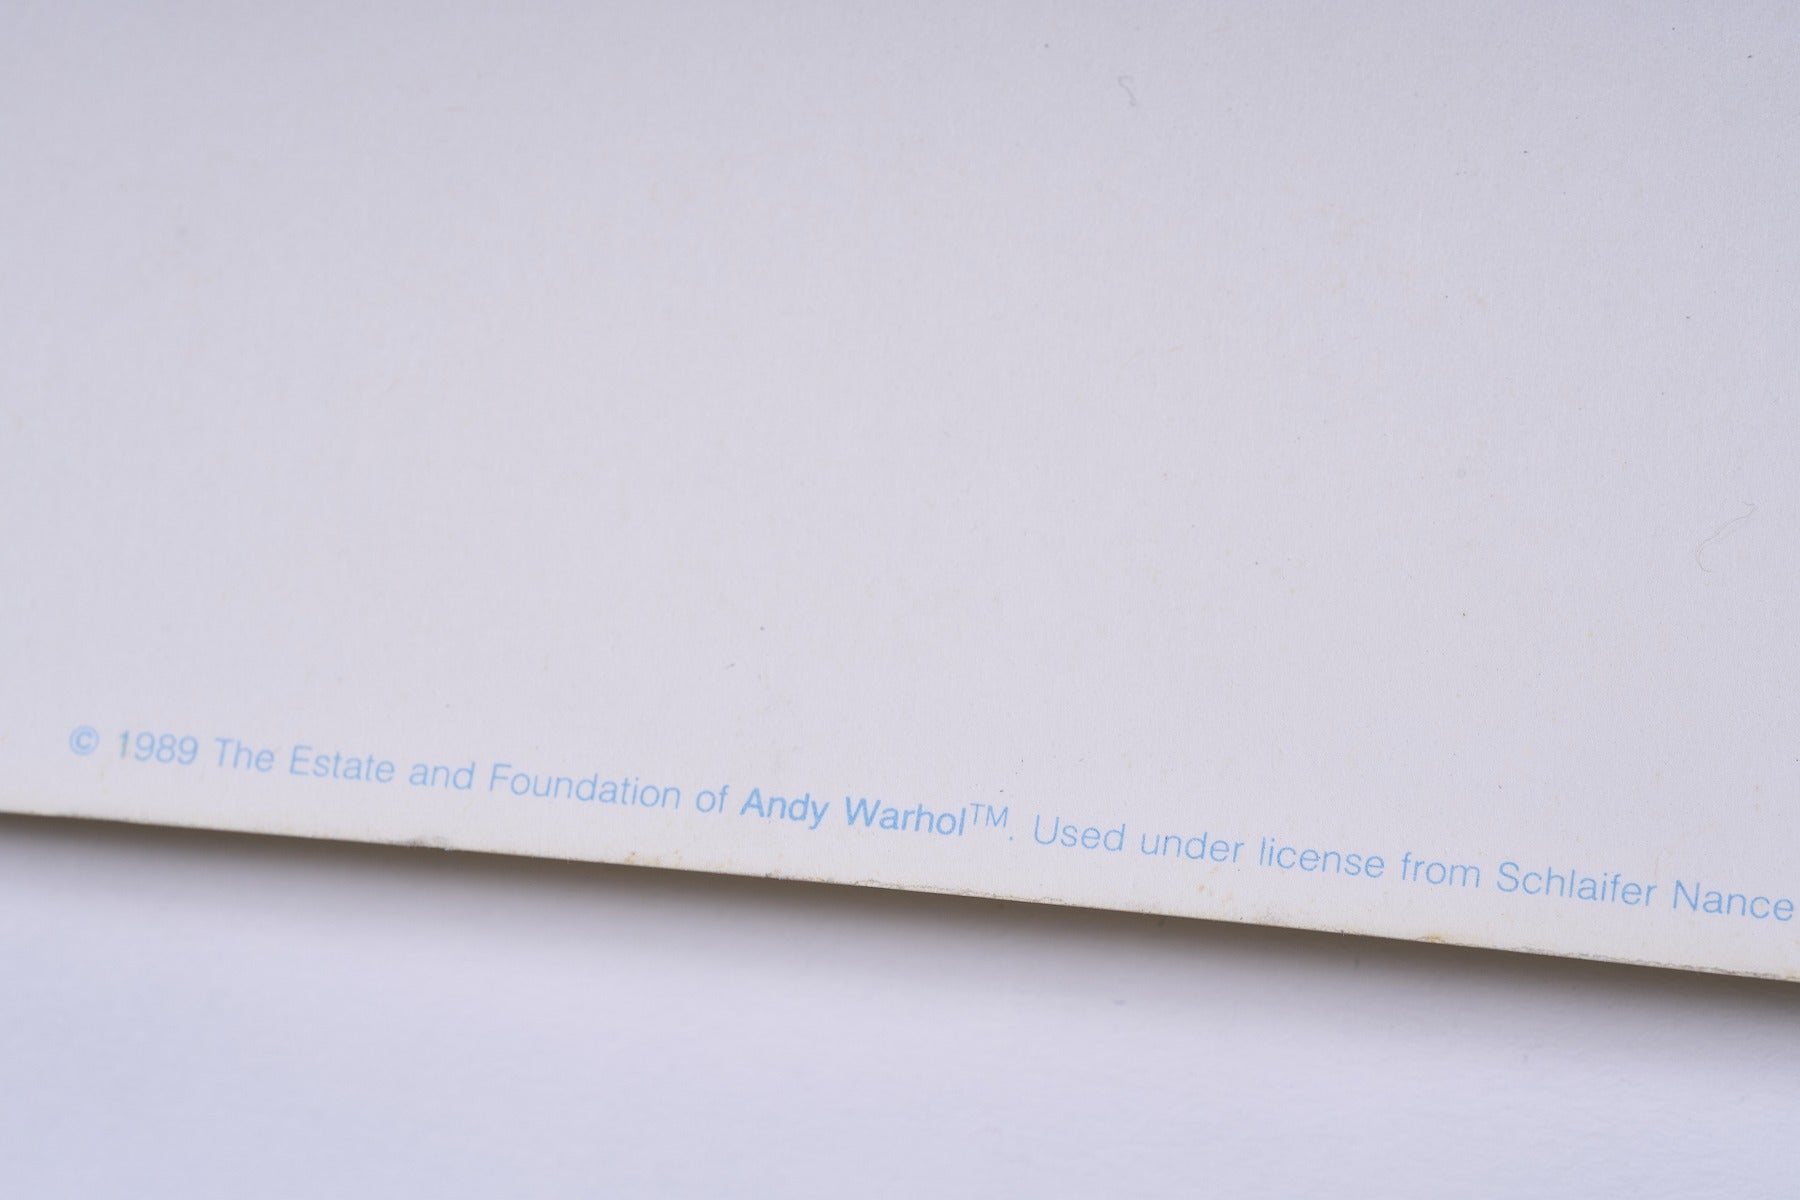 © 1989 The Estate and Foundation of Andy Warhol™. Used under license from Schlaifer Nance